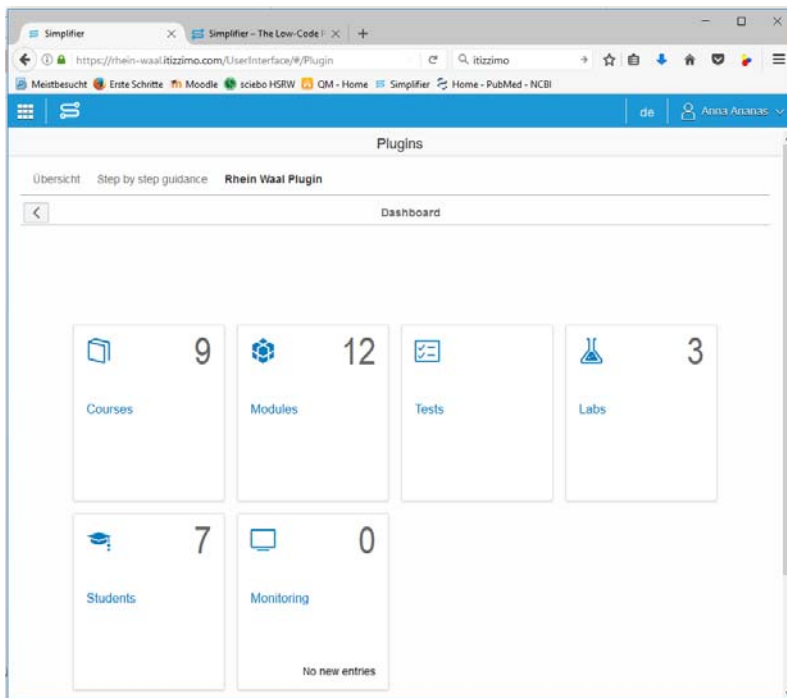 Simplifier
Simplifier – The Low-Code P
https://rhein-waal.itizzimo.com/UserInterface/#/Plugin
itizzimo
Meistbesucht Erste Schritte Moodle sciebo HSRW QM - Home Simplifier Home - PubMed - NCBI
de Anna Ananas
Plugins
Übersicht Step by step guidance Rhein Waal Plugin
Dashboard
9 12 3
Courses Modules Tests Labs
7 0
Students Monitoring
No new entries